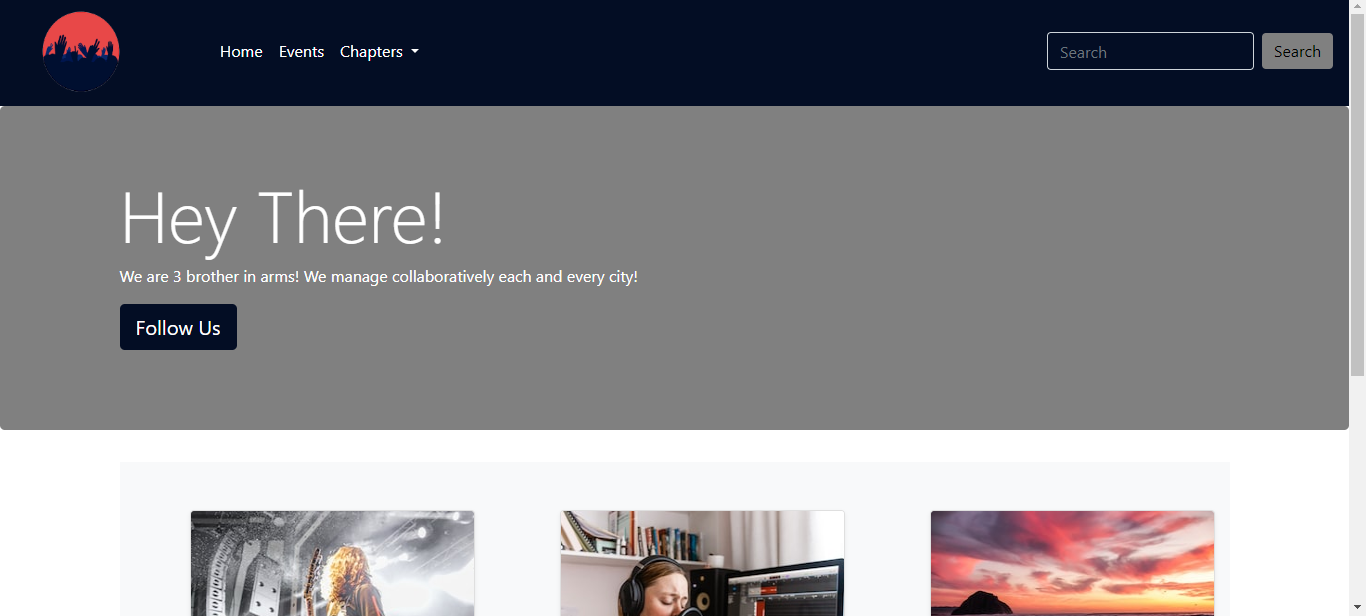 Home Events Chapters
Search Search
Hey There!
We are 3 brother in arms! We manage collaboratively each and every city!
Follow Us